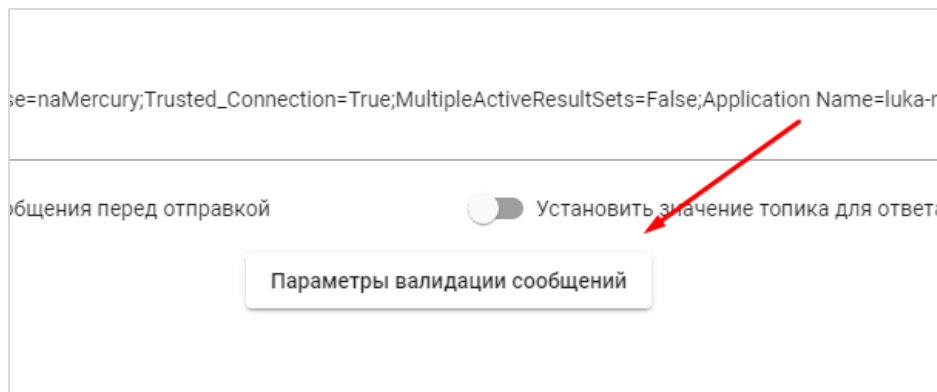 se=naMercury;Trusted_Connection=True;MultipleActiveResultSets=False;Application Name=luka-
общения перед отправкой Установить значение топика для ответа
Параметры валидации сообщений